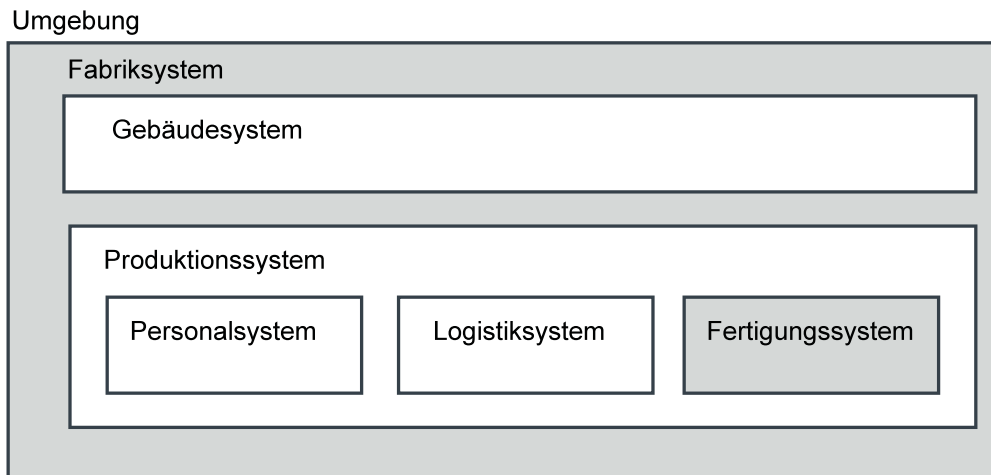 Umgebung
Fabriksystem
Gebäudesystem
Produktionssystem
Personalsystem
Logistiksystem
Fertigungssystem